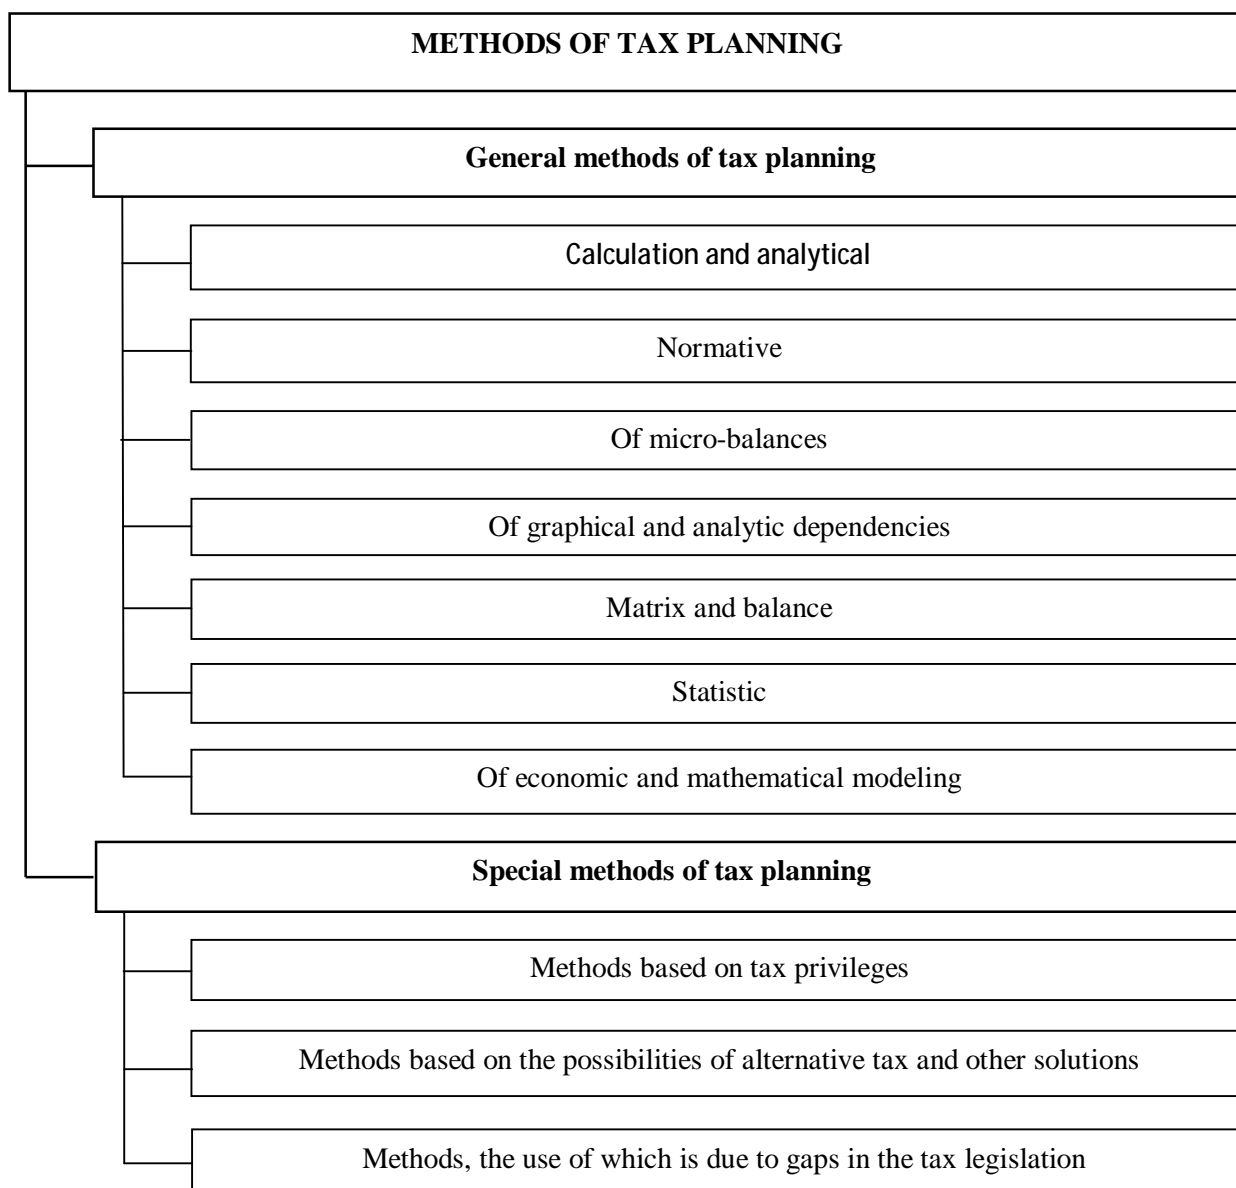 METHODS OF TAX PLANNING
General methods of tax planning
Calculation and analytical
Normative
Of micro-balances
Of graphical and analytic dependencies
Matrix and balance
Statistic
Of economic and mathematical modeling
Special methods of tax planning
Methods based on tax privileges
Methods based on the possibilities of alternative tax and other solutions
Methods, the use of which is due to gaps in the tax legislation